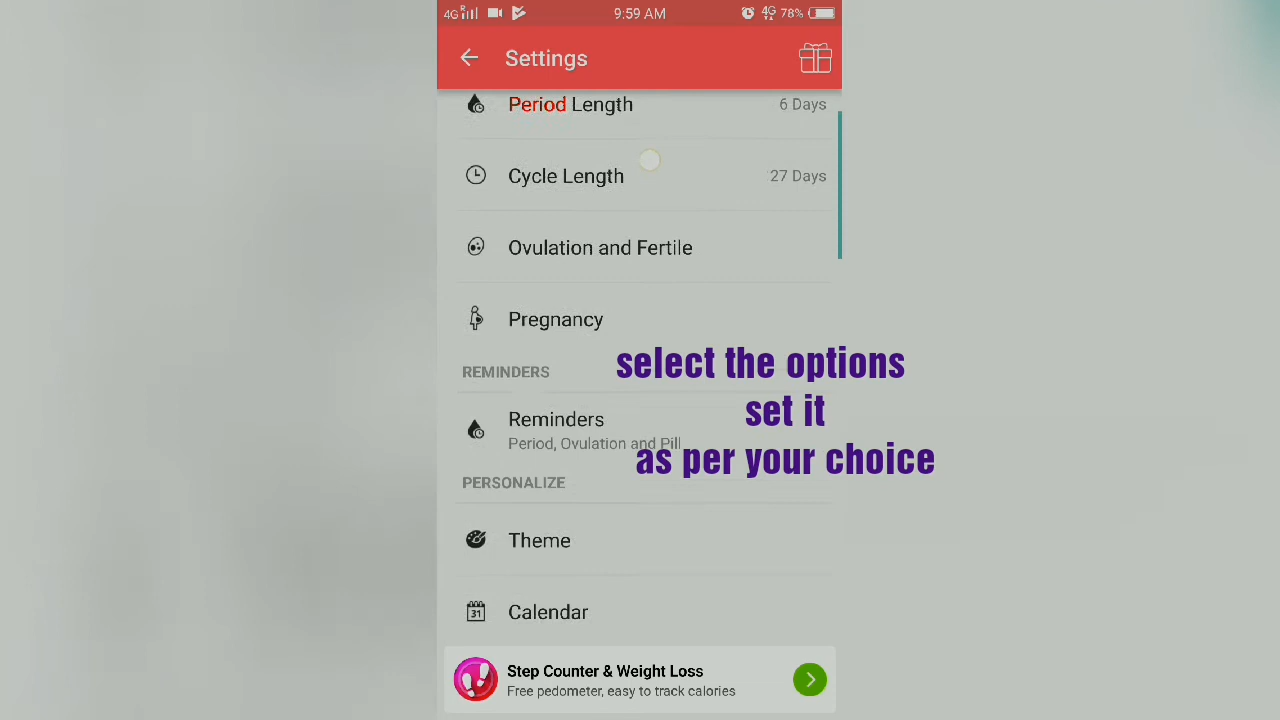 4G R 9:59 AM 4G 78%
Settings
Period Length 6 Days
Cycle Length 27 Days
Ovulation and Fertile
Pregnancy
select the options
REMINDERS
set it
Reminders
Period, Ovulation and Pill
as per your choice
PERSONALIZE
Theme
31 Calendar
Step Counter & Weight Loss
Free pedometer, easy to track calories